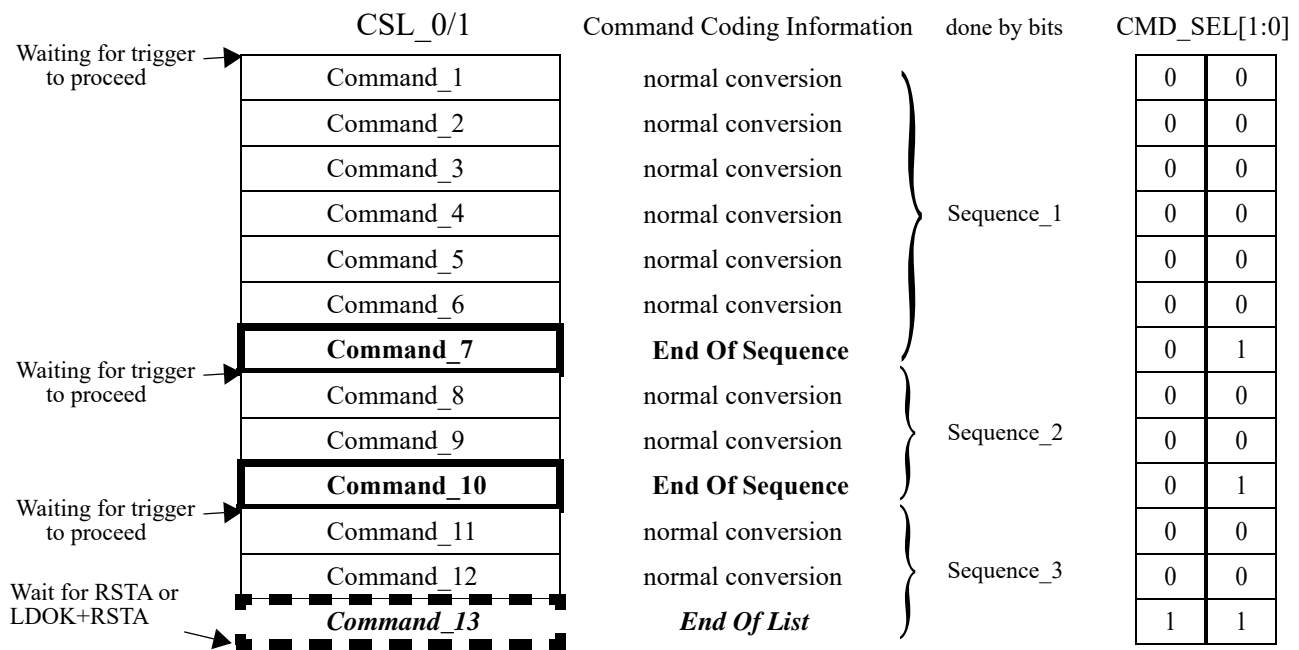 CSL_0/1 Command Coding Information done by bits CMD_SEL[1:0]
Waiting for trigger
to proceed
Command_1 normal conversion 0 0
Command_2 normal conversion 0 0
Command_3 normal conversion 0 0
Command_4 normal conversion Sequence_1 0 0
Command_5 normal conversion 0 0
Command_6 normal conversion 0 0
Command_7 End Of Sequence 0 1
Waiting for trigger
to proceed
Command_8 normal conversion 0 0
Command_9 normal conversion Sequence_2 0 0
Command_10 End Of Sequence 0 1
Waiting for trigger
to proceed
Command_11 normal conversion 0 0
Command_12 normal conversion Sequence_3 0 0
Wait for RSTA or
LDOK+RSTA
Command_13 End Of List 1 1